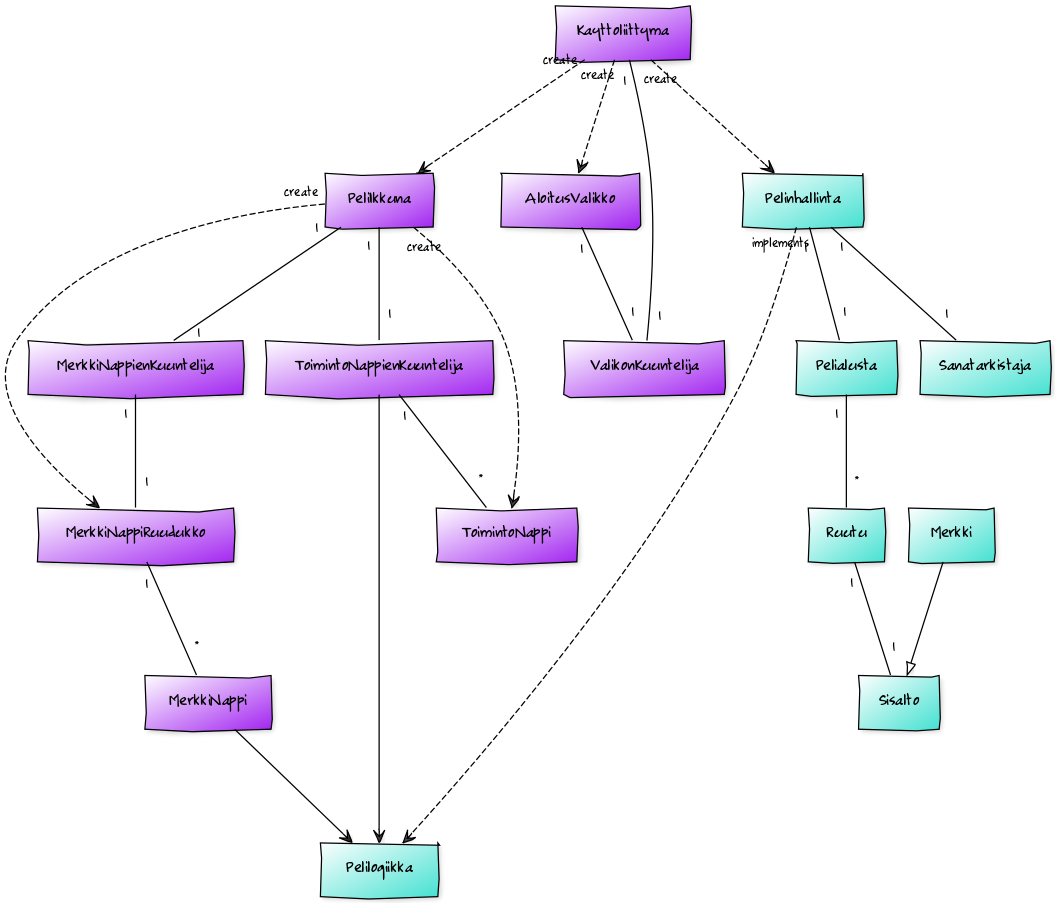 Kayttoliittyma
create
create
1
create
Peliikkuna
AloitusValikko
Pelinhallinta
create
1
1
create
1
implements
1
1
1
1
1
1
1
MerkkiNappienKuuntelija
ToimintoNappienKuuntelija
ValikonKuuntelija
Pelialusta
Sanatarkistaja
1
1
1
1
*
*
MerkkiNappiRuudukko
ToimintoNappi
Ruutu
Merkki
1
1
*
1
MerkkiNappi
Sisalto
Pelilogiikka